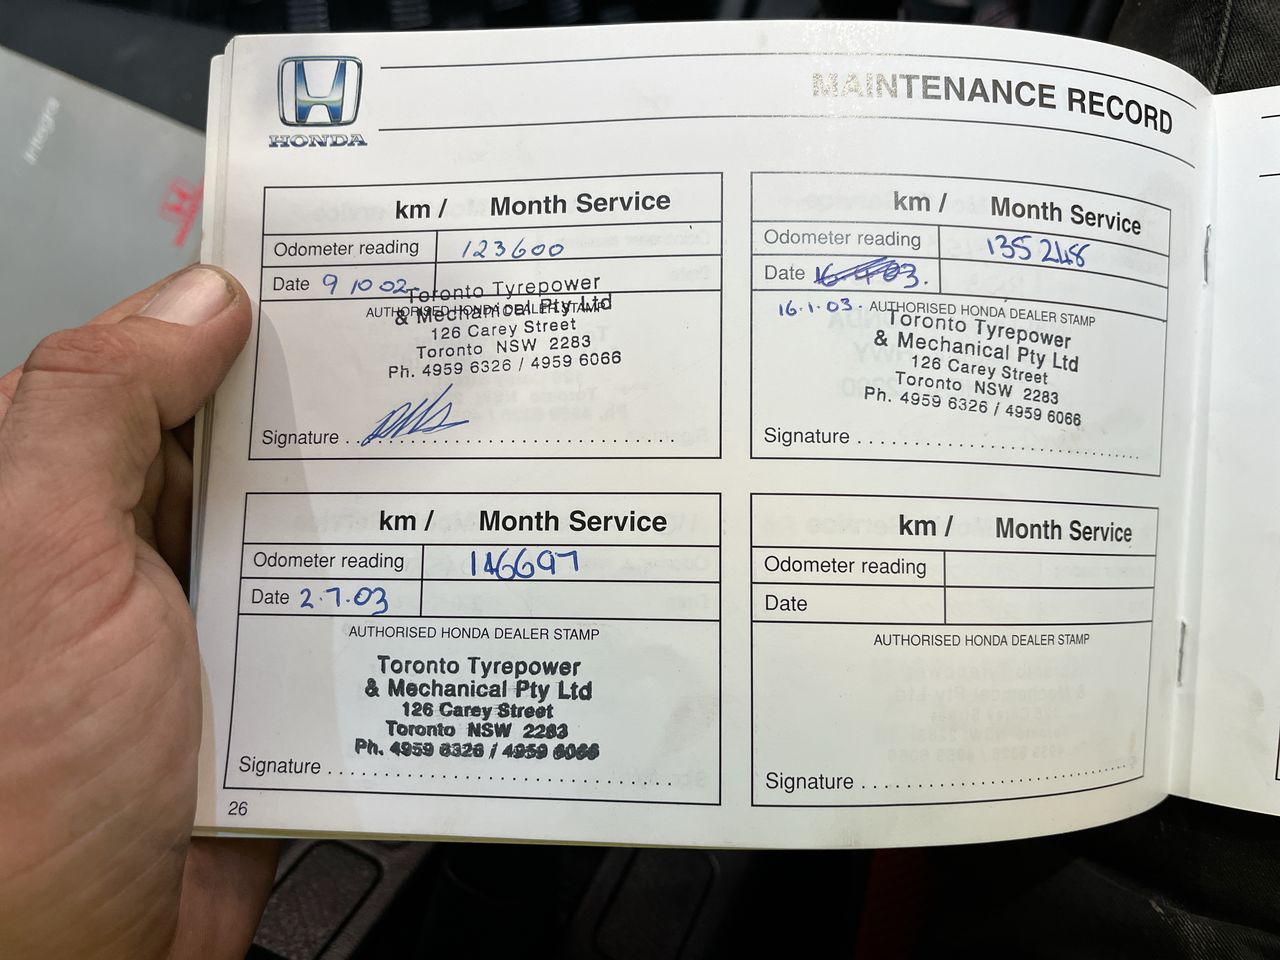 Integra
HONDA
MAINTENANCE RECORD
km / Month Service
Odometer reading 123600
Date 9 10 02
AUTHORISED HONDA DEALER STAMP
Toronto Tyrepower
& Mechanical Pty Ltd
126 Carey Street
Toronto NSW 2283
Ph. 4959 6326 / 4959 6066
Signature
km / Month Service
Odometer reading 135248
Date
16.1.03. AUTHORISED HONDA DEALER STAMP
Toronto Tyrepower
& Mechanical Pty Ltd
126 Carey Street
Toronto NSW 2283
Ph. 4959 6326 / 4959 6066
Signature
km / Month Service
Odometer reading 146697
Date 2.7.03
AUTHORISED HONDA DEALER STAMP
Toronto Tyrepower
& Mechanical Pty Ltd
126 Carey Street
Toronto NSW 2283
Ph. 4959 6326 / 4959 6066
Signature
km / Month Service
Odometer reading
Date
AUTHORISED HONDA DEALER STAMP
Signature
26